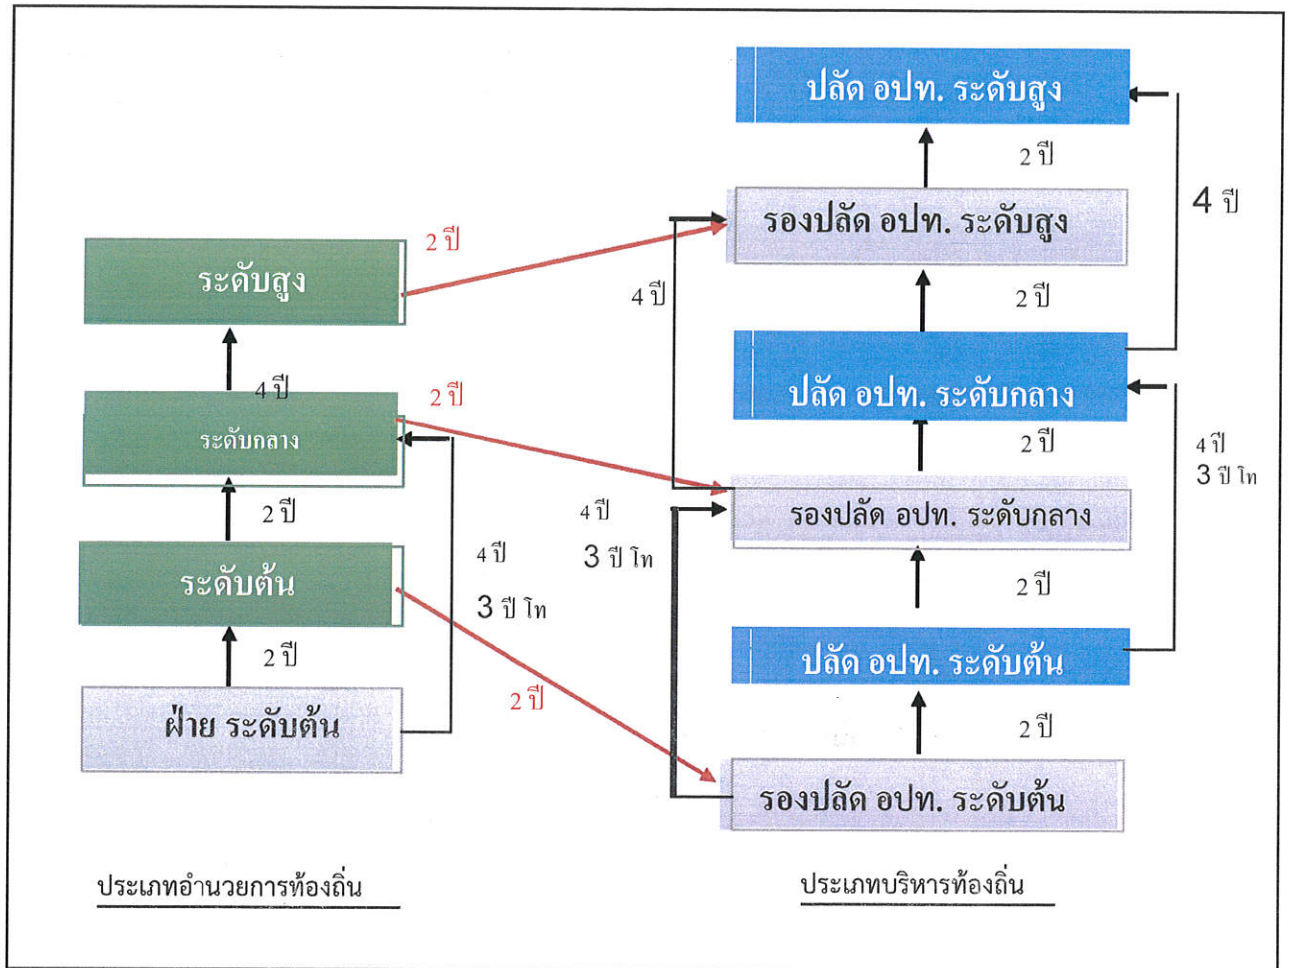 ปลัด อปท. ระดับสูง
2 ปี
4 ปี
รองปลัด อปท. ระดับสูง
2 ปี
ระดับสูง
4 ปี
2 ปี
4 ปี
2 ปี
ปลัด อปท. ระดับกลาง
ระดับกลาง
2 ปี
4 ปี
3 ปี โท
2 ปี
4 ปี
3 ปี โท
รองปลัด อปท. ระดับกลาง
ระดับต้น
4 ปี
3 ปี โท
2 ปี
2 ปี
2 ปี
ปลัด อปท. ระดับต้น
ฝ่าย ระดับต้น
2 ปี
รองปลัด อปท. ระดับต้น
ประเภทอำนวยการท้องถิ่น
ประเภทบริหารท้องถิ่น